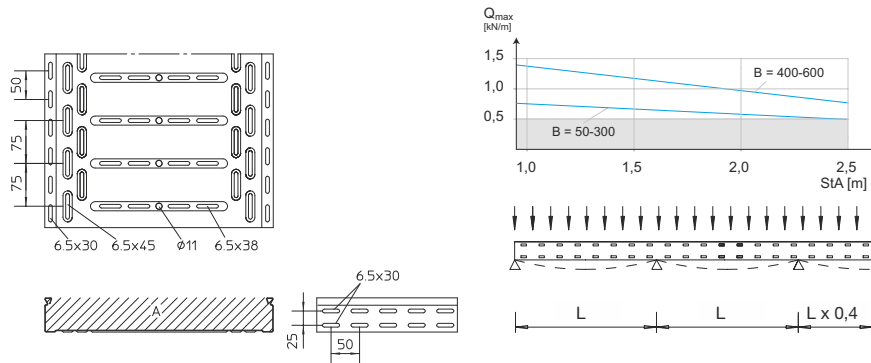 50
75
75
6.5x30
6.5x45
ø11
6.5x38
A
6.5x30
25
50
Qmax
[kN/m]
1,5
1,0
0,5
B = 400-600
B = 50-300
1,0
1,5
2,0
2,5
StA [m]
L
L
L x 0,4